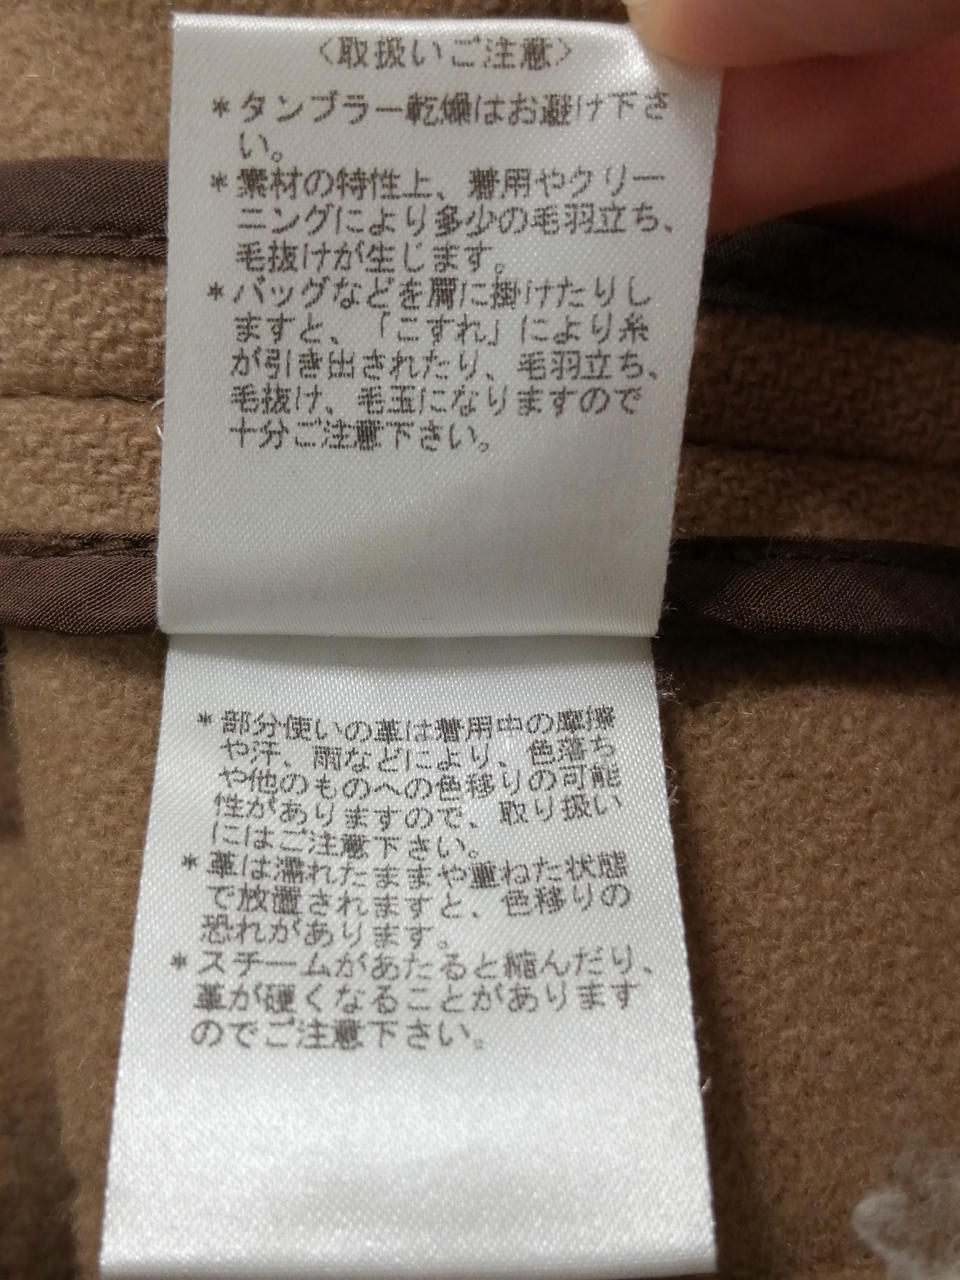 〈取扱いご注意〉
*タンブラー乾燥はお避け下さ
い。
*素材の特性上、着用やクリー
ニングにより多少の毛羽立ち、
毛抜けが生じます。
*バッグなどを肩に掛けたりし
ますと、「こすれ」により糸
が引き出されたり、毛羽立ち、
毛抜け、毛玉になりますので
十分ご注意下さい。
*部分使いの革は着用中の摩擦
や汗、雨などにより、色落ち
や他のものへの色移りの可能
性がありますので、取り扱い
にはご注意下さい。
*革は濡れたままや重ねた状態
で放置されますと、色移りの
恐れがあります。
*スチームがあたると縮んだり、
革が硬くなることがあります
のでご注意下さい。